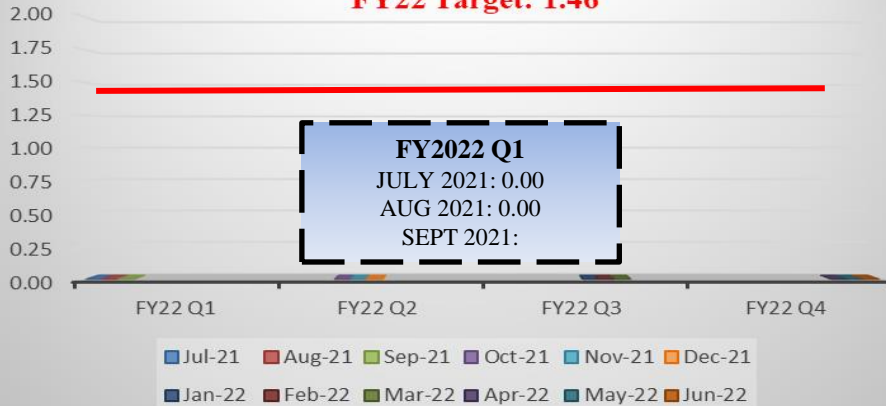 FY22 Target: 1.46
2.00
1.75
1.50
1.25
1.00
0.75
0.50
0.25
0.00
FY2022 Q1
JULY 2021: 0.00
AUG 2021: 0.00
SEPT 2021:
FY22 Q1 FY22 Q2 FY22 Q3 FY22 Q4
Jul-21 Aug-21 Sep-21 Oct-21 Nov-21 Dec-21
Jan-22 Feb-22 Mar-22 Apr-22 May-22 Jun-22